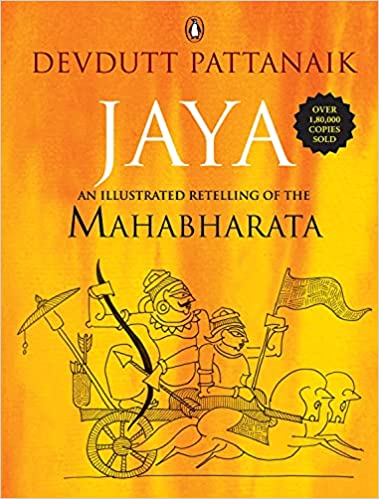 DEVDUTT PATTANAIK
JAYA
OVER
1,80,000
COPIES
SOLD
AN ILLUSTRATED RETELLING OF THE
MAHABHARATA